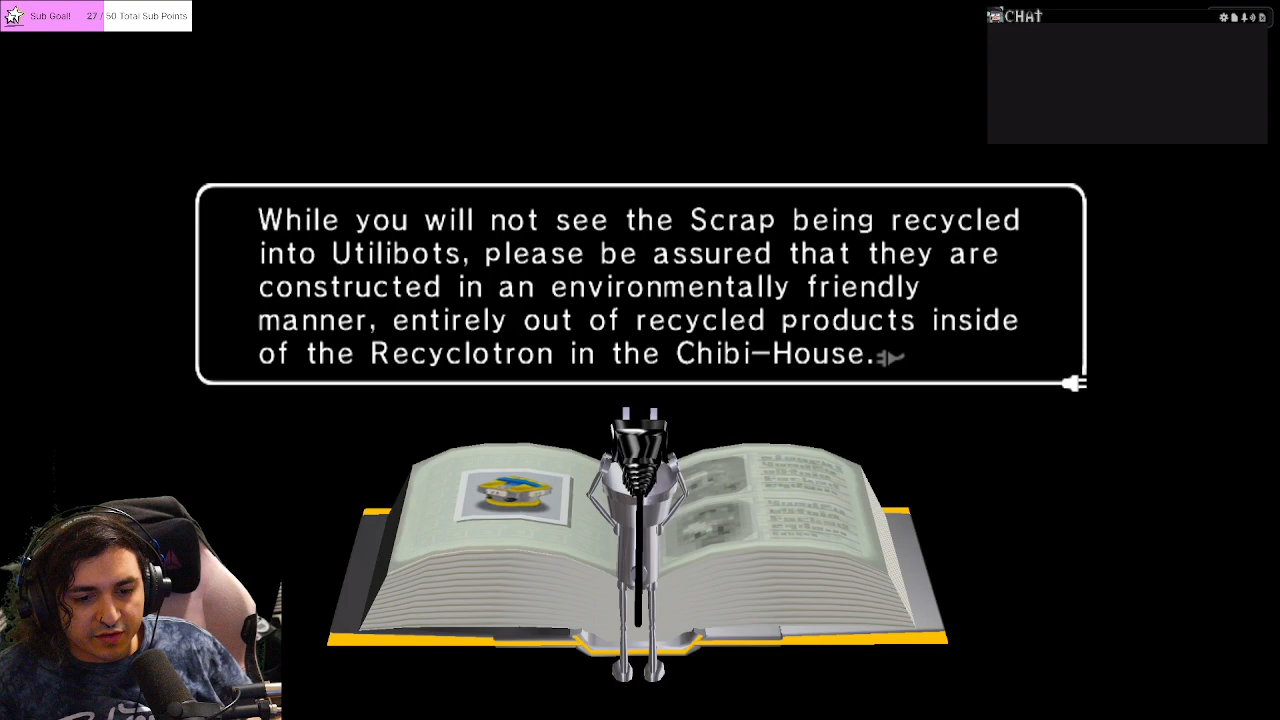 Sub Goal! 27 / 50 Total Sub Points
CHAT
While you will not see the Scrap being recycled
into Utilibots, please be assured that they are
constructed in an environmentally friendly
manner, entirely out of recycled products inside
of the Recyclotron in the Chibi-House.